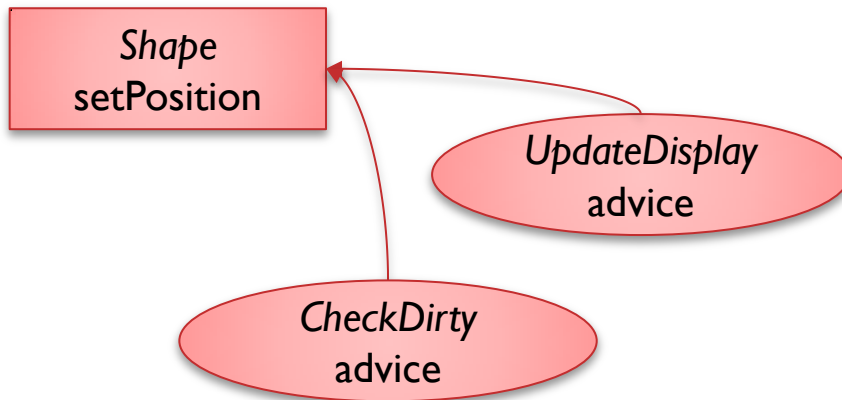 Shape
setPosition
UpdateDisplay
advice
CheckDirty
advice